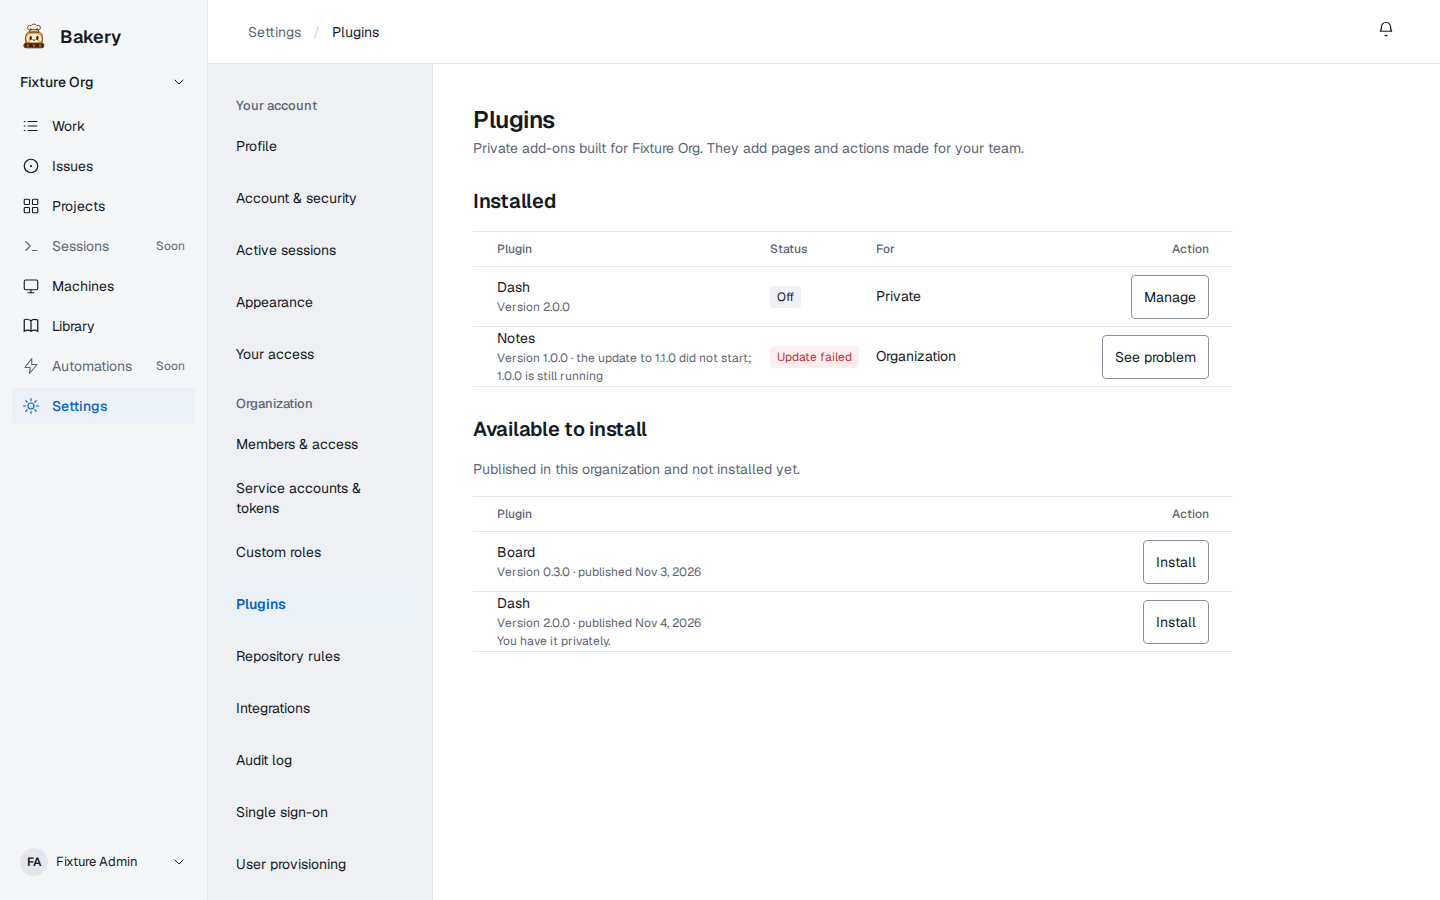 Bakery
Fixture Org
Work
Issues
Projects
Sessions Soon
Machines
Library
Automations Soon
Settings
FA Fixture Admin
Settings / Plugins
Your account
Profile
Account & security
Active sessions
Appearance
Your access
Organization
Members & access
Service accounts &
tokens
Custom roles
Plugins
Repository rules
Integrations
Audit log
Single sign-on
User provisioning
Plugins
Private add-ons built for Fixture Org. They add pages and actions made for your team.
Installed
Plugin Status For Action
Dash
Version 2.0.0
Off Private Manage
Notes
Version 1.0.0 · the update to 1.1.0 did not start;
1.0.0 is still running
Update failed Organization See problem
Available to install
Published in this organization and not installed yet.
Plugin Action
Board
Version 0.3.0 · published Nov 3, 2026
Install
Dash
Version 2.0.0 · published Nov 4, 2026
You have it privately.
Install